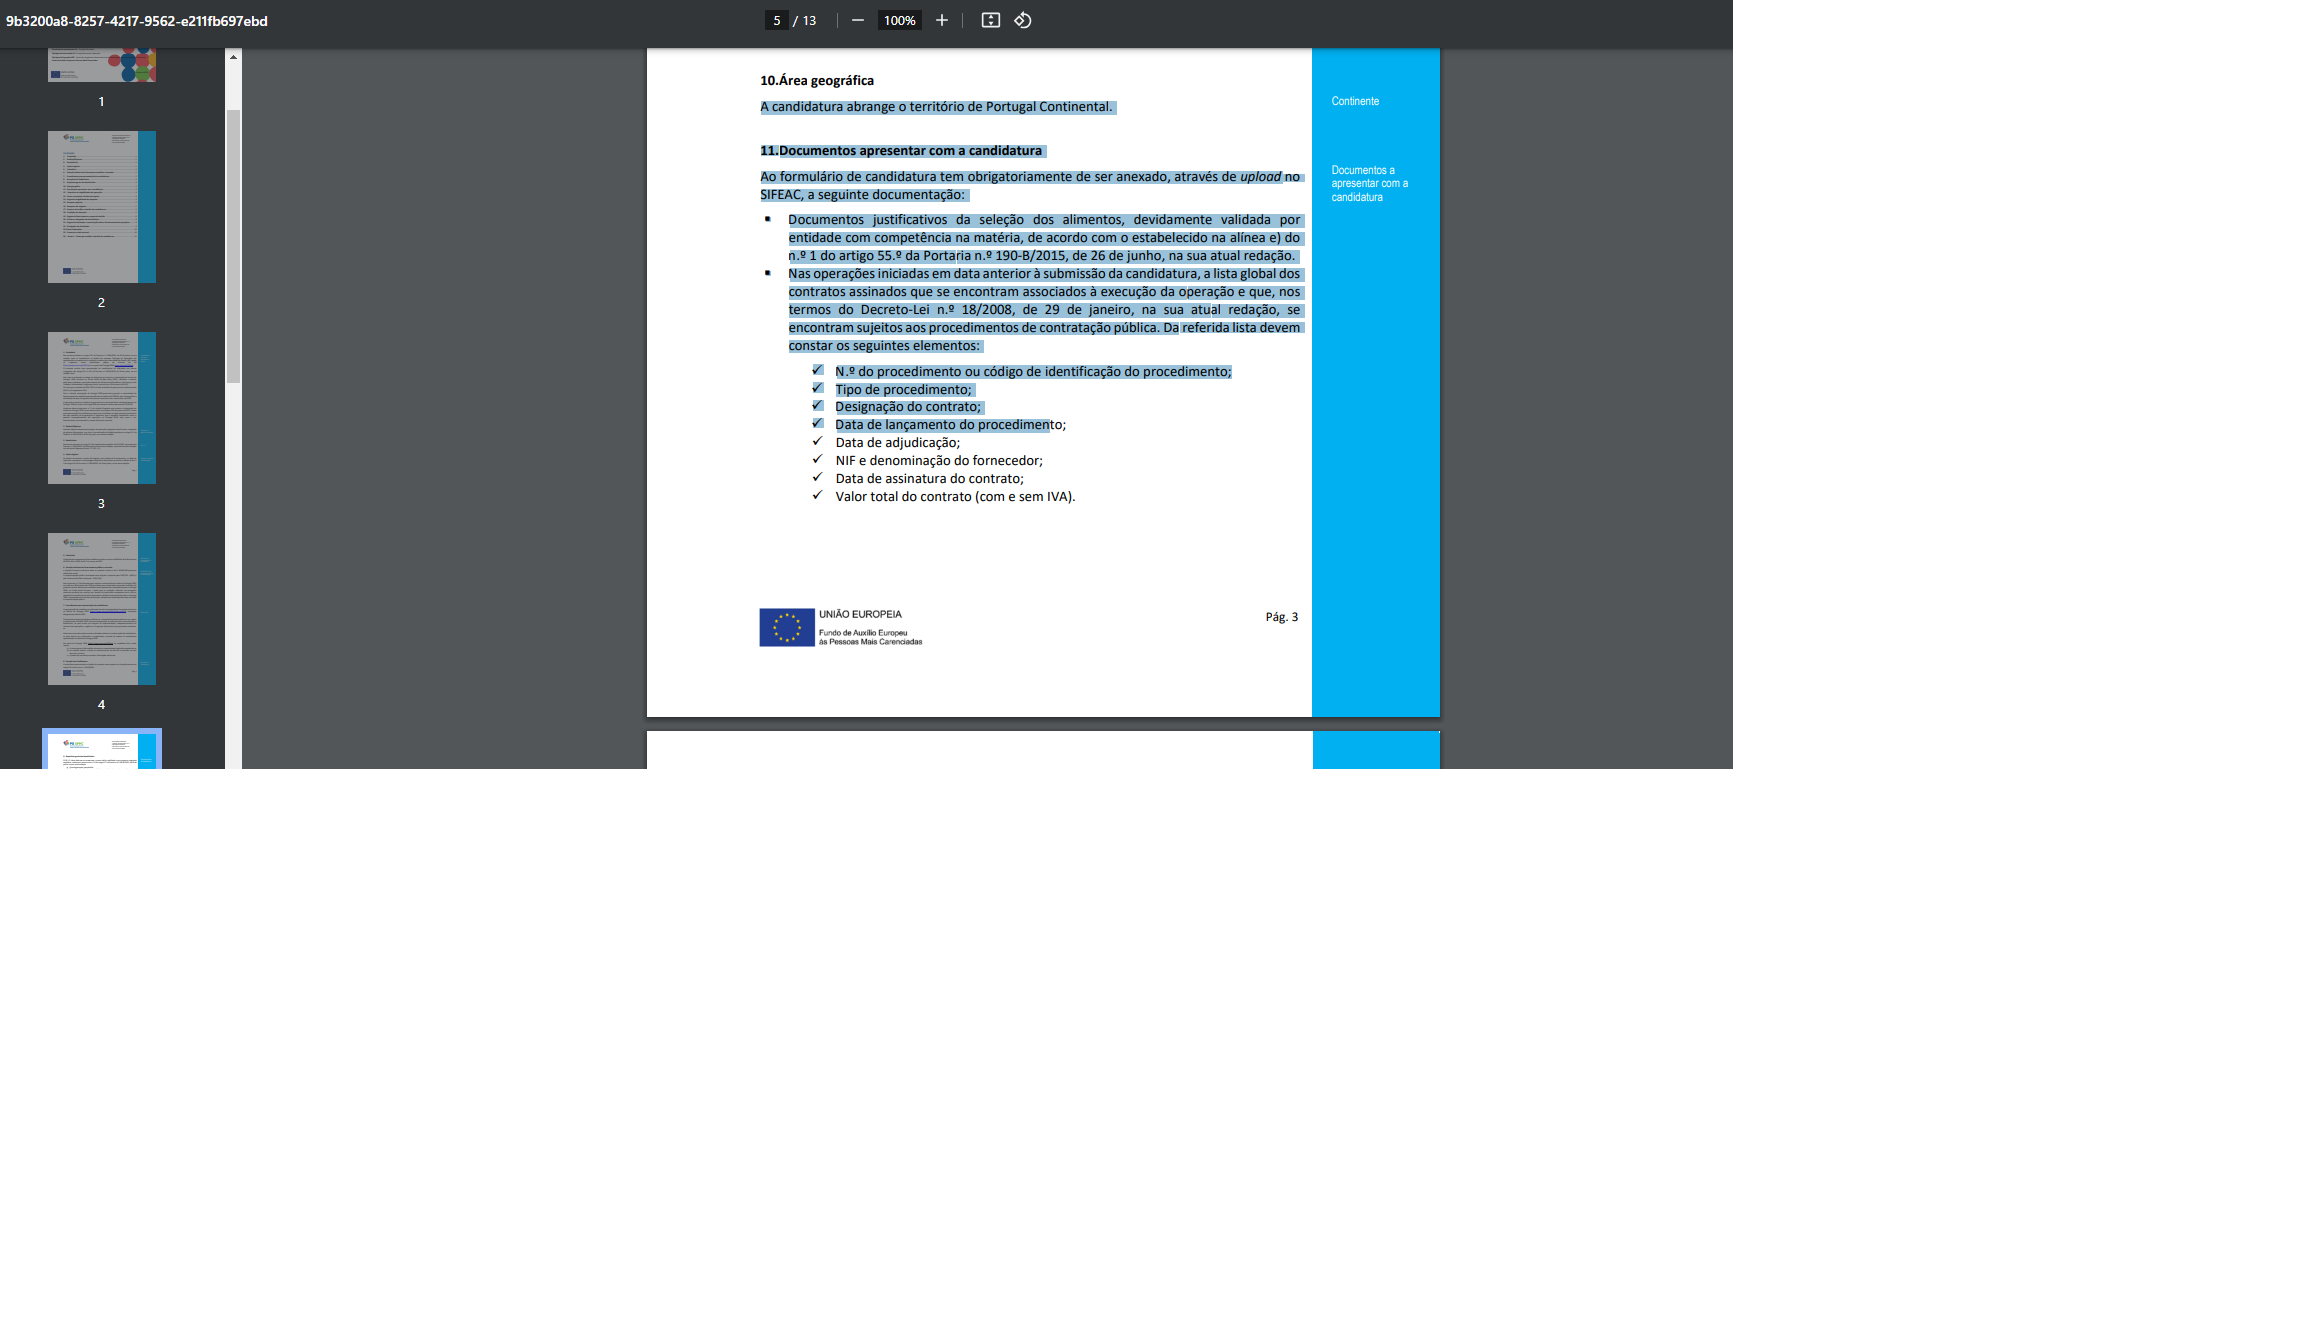 9b3200a8-8257-4217-9562-e211fb697ebd
5 / 13
100%
1
2
3
4
10.Área geográfica
A candidatura abrange o território de Portugal Continental.
Continente
11.Documentos apresentar com a candidatura
Ao formulário de candidatura tem obrigatoriamente de ser anexado, através de upload no
SIFEAC, a seguinte documentação:
Documentos a
apresentar com a
candidatura
▪ Documentos justificativos da seleção dos alimentos, devidamente validada por
entidade com competência na matéria, de acordo com o estabelecido na alínea e) do
n.º 1 do artigo 55.º da Portaria n.º 190-B/2015, de 26 de junho, na sua atual redação.
▪ Nas operações iniciadas em data anterior à submissão da candidatura, a lista global dos
contratos assinados que se encontram associados à execução da operação e que, nos
termos do Decreto-Lei n.º 18/2008, de 29 de janeiro, na sua atual redação, se
encontram sujeitos aos procedimentos de contratação pública. Da referida lista devem
constar os seguintes elementos:
✓ N.º do procedimento ou código de identificação do procedimento;
✓ Tipo de procedimento;
✓ Designação do contrato;
✓ Data de lançamento do procedimento;
✓ Data de adjudicação;
✓ NIF e denominação do fornecedor;
✓ Data de assinatura do contrato;
✓ Valor total do contrato (com e sem IVA).
UNIÃO EUROPEIA
Fundo de Auxílio Europeu
às Pessoas Mais Carenciadas
Pág. 3